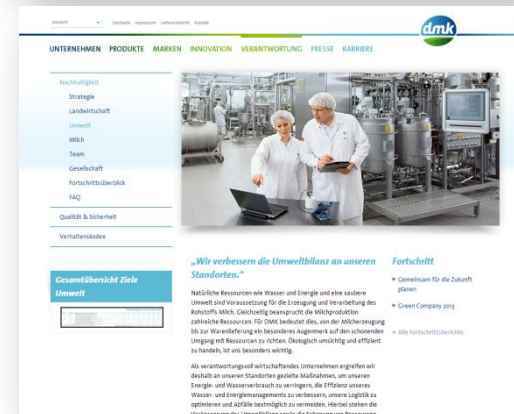 Deutsch Startseite Impressum Lieferanteninfo Kontakt
dmk
UNTERNEHMEN PRODUKTE MARKEN INNOVATION VERANTWORTUNG PRESSE KARRIERE
Nachhaltigkeit
Strategie
Landwirtschaft
Umwelt
Milch
Team
Gesellschaft
Fortschrittsüberblick
FAQ
Qualität & Sicherheit
Verhaltenskodex
Gesamtübersicht Ziele
Umwelt
„Wir verbessern die Umweltbilanz an unseren
Standorten.“
Natürliche Ressourcen wie Wasser und Energie und eine saubere
Umwelt sind Voraussetzung für die Erzeugung und Verarbeitung des
Rohstoffs Milch. Gleichzeitig beansprucht die Milchproduktion
zahlreiche Ressourcen. Für DMK bedeutet dies, von der Milcherzeugung
bis zur Warenlieferung ein besonderes Augenmerk auf den schonenden
Umgang mit Ressourcen zu richten. Ökologisch umsichtig und effizient
zu handeln, ist uns besonders wichtig.
Als verantwortungsvoll wirtschaftendes Unternehmen ergreifen wir
deshalb an unseren Standorten gezielte Maßnahmen, um unseren
Energie- und Wasserverbrauch zu verringern, die Effizienz unseres
Wasser- und Energiemanagements zu verbessern, unsere Logistik zu
optimieren und Abfälle bestmöglich zu vermeiden. Hierbei stehen die
Fortschritt
» Gemeinsam für die Zukunft
planen
» Green Company 2013
» Alle Fortschrittsberichte